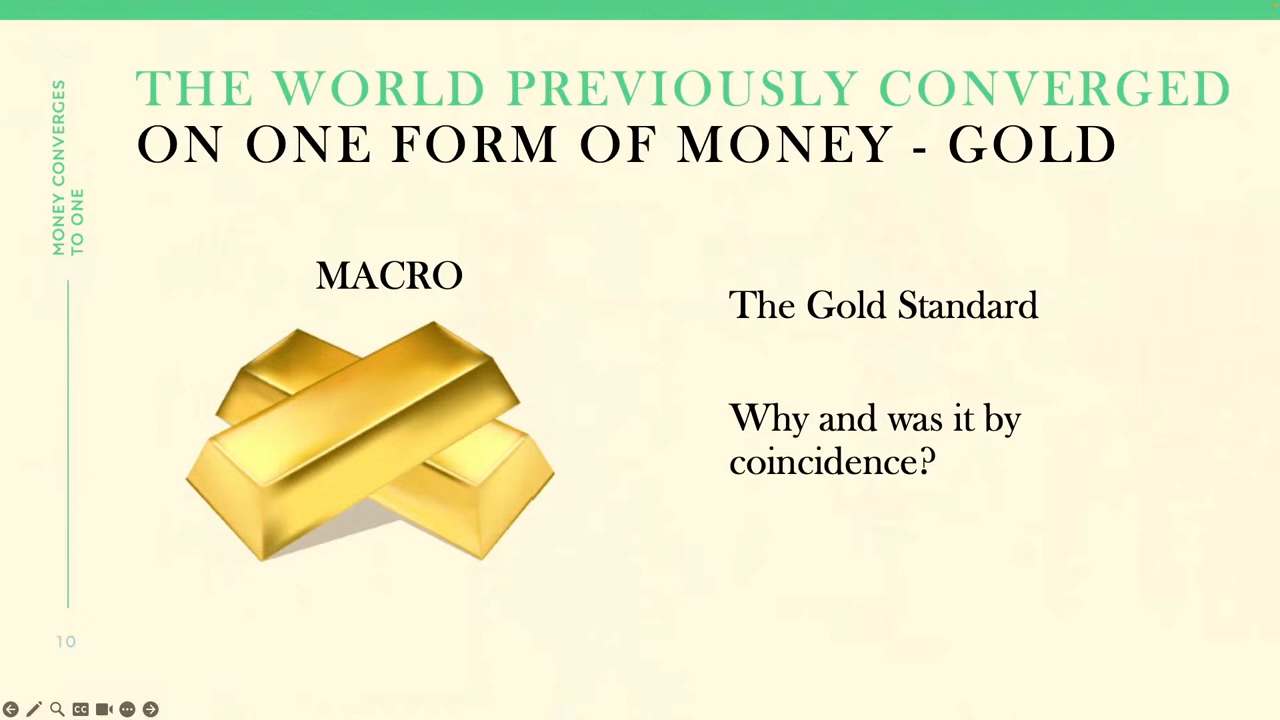 THE WORLD PREVIOUSLY CONVERGED
ON ONE FORM OF MONEY - GOLD
MONEY CONVERGES
TO ONE
MACRO
The Gold Standard
Why and was it by
coincidence?
10
CC